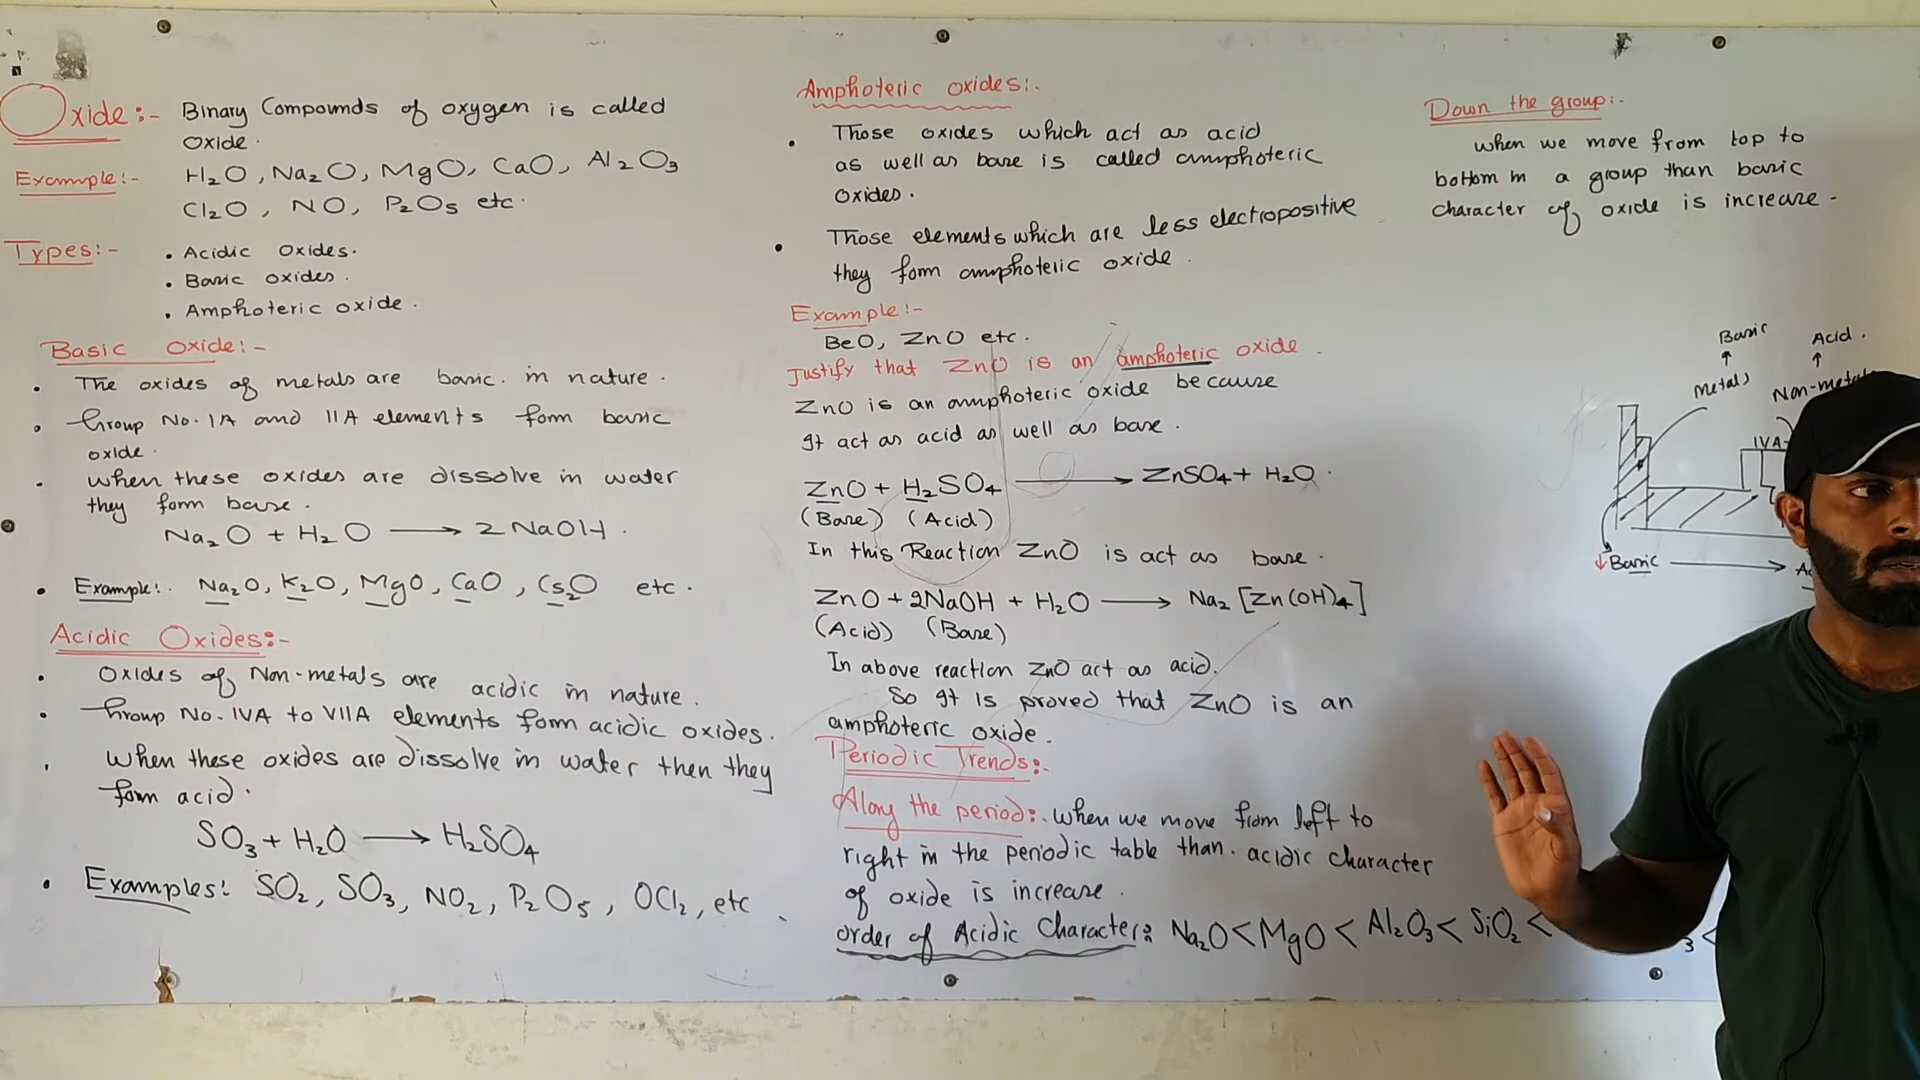 Oxide:- Binary Compounds of oxygen is called
oxide.
Example:- H₂O, Na₂O, MgO, CaO, Al₂O₃
Cl₂O, NO, P₂O₅ etc.
Types:- • Acidic oxides.
• Basic oxides.
• Amphoteric oxide.
Basic Oxide:-
• The oxides of metals are basic. in nature.
• Group No. IA and IIA elements form basic
oxide.
• when these oxides are dissolve in water
they form base.
Na₂O + H₂O ⟶ 2 NaOH.
• Example:. Na₂O, K₂O, MgO, CaO, Cs₂O etc.
Acidic Oxides:-
• Oxides of Non-metals are acidic in nature.
• Group No. IVA to VIIA elements form acidic oxides.
• When these oxides are dissolve in water then they
form acid.
SO₃ + H₂O ⟶ H₂SO₄
• Examples: SO₂, SO₃, NO₂, P₂O₅, OCl₂, etc.
Amphoteric oxides:-
• Those oxides which act as acid
as well as base is called amphoteric
oxides.
• Those elements which are less electropositive
they form amphoteric oxide.
Example:-
BeO, ZnO etc.
Justify that ZnO is an amphoteric oxide.
ZnO is an amphoteric oxide because
It act as acid as well as base.
ZnO + H₂SO₄ ⟶ ZnSO₄ + H₂O.
(Base) (Acid)
In this Reaction ZnO is act as base.
ZnO + 2NaOH + H₂O ⟶ Na₂ [Zn(OH)₄]
(Acid) (Base)
In above reaction ZnO act as acid.
So It is proved that ZnO is an
amphoteric oxide.
Periodic Trends:-
Along the period:. when we move from left to
right in the periodic table than. acidic character
of oxide is increase.
order of Acidic Character: Na₂O < MgO < Al₂O₃ < SiO₂ < ₃ <
Down the group:-
when we move from top to
bottom in a group than basic
character of oxide is increase.
Basic Acid.
Metals Non-metals
IVA
↓ Basic ⟶